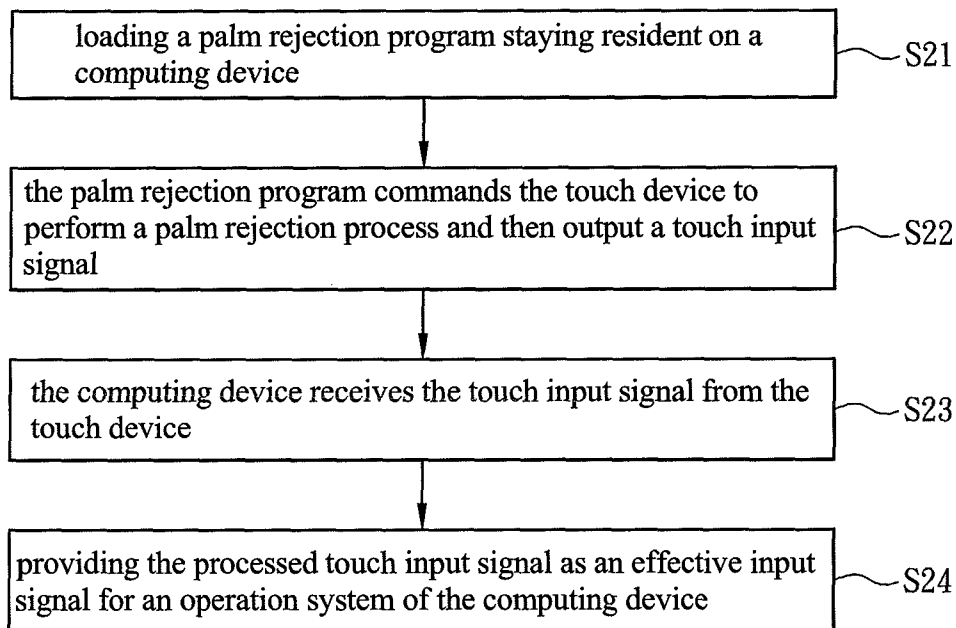 loading a palm rejection program staying resident on a
computing device
S21
the palm rejection program commands the touch device to
perform a palm rejection process and then output a touch input
signal
S22
the computing device receives the touch input signal from the
touch device
S23
providing the processed touch input signal as an effective input
signal for an operation system of the computing device
S24